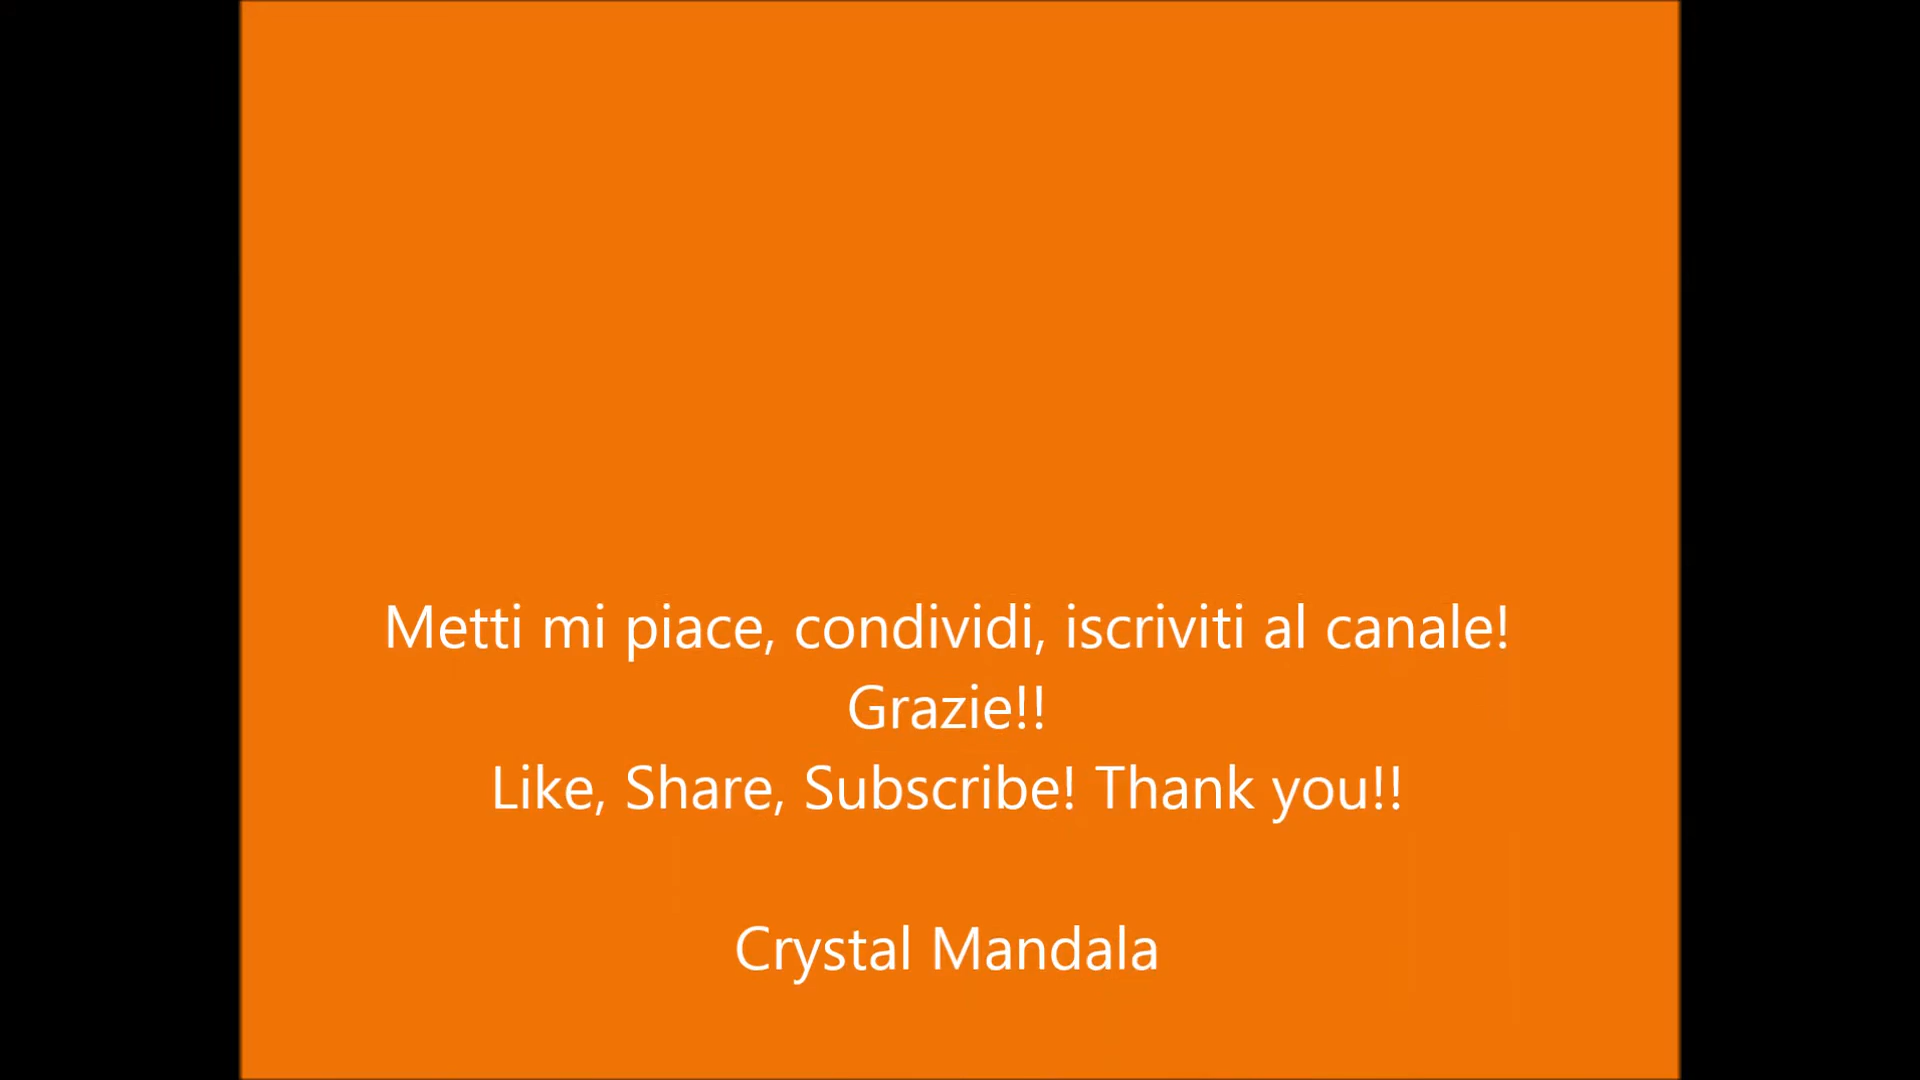 Metti mi piace, condividi, iscriviti al canale!
Grazie!!
Like, Share, Subscribe! Thank you!!
Crystal Mandala